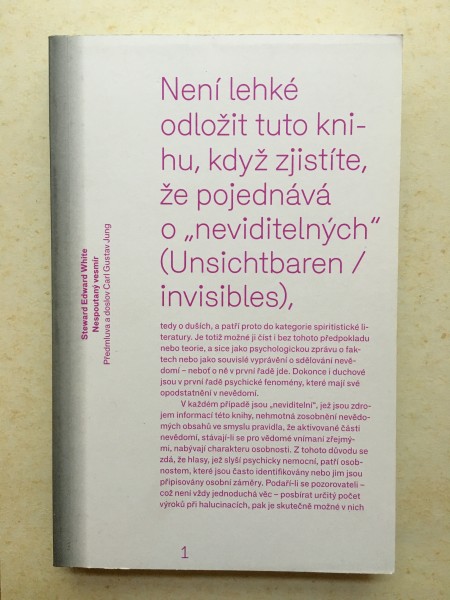 Steward Edward White
Nespoutaný vesmír
Předmluva a doslov Carl Gustav Jung
Není lehké
odložit tuto kni-
hu, když zjistíte,
že pojednává
o „neviditelných“
(Unsichtbaren /
invisibles),
tedy o duších, a patří proto do kategorie spiritistické li-
teratury. Je totiž možné ji číst i bez tohoto předpokladu
nebo teorie, a sice jako psychologickou zprávu o fak-
tech nebo jako souvislé vyprávění o sdělování nevě-
domí – neboť o ně v první řadě jde. Dokonce i duchové
jsou v první řadě psychické fenomény, které mají své
opodstatnění v nevědomí.
V každém případě jsou „neviditelní“, jež jsou zdro-
jem informací této knihy, nehmotná zosobnění nevědo-
mých obsahů ve smyslu pravidla, že aktivované části
nevědomí, stávají-li se pro vědomé vnímaní zřejmý-
mi, nabývají charakteru osobnosti. Z tohoto důvodu se
zdá, že hlasy, jež slyší psychicky nemocní, patří osob-
nostem, které jsou často identifikovány nebo jim jsou
připisovány osobní záměry. Podaří-li se pozorovateli –
což není vždy jednoduchá věc – posbírat určitý počet
výroků při halucinacích, pak je skutečně možné v nich
1